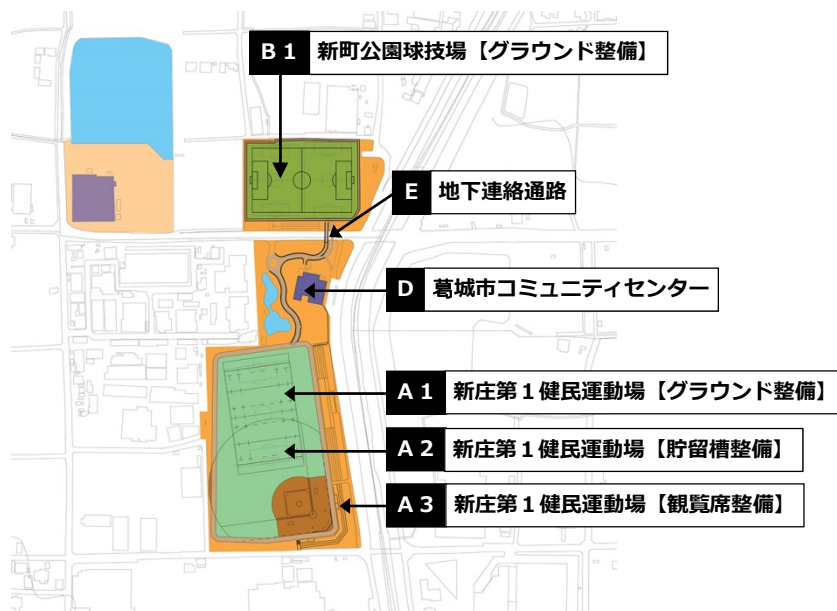 B1 新町公園球技場【グラウンド整備】
E 地下連絡通路
D 葛城市コミュニティセンター
A1 新庄第1健民運動場【グラウンド整備】
A2 新庄第1健民運動場【貯留槽整備】
A3 新庄第1健民運動場【観覧席整備】